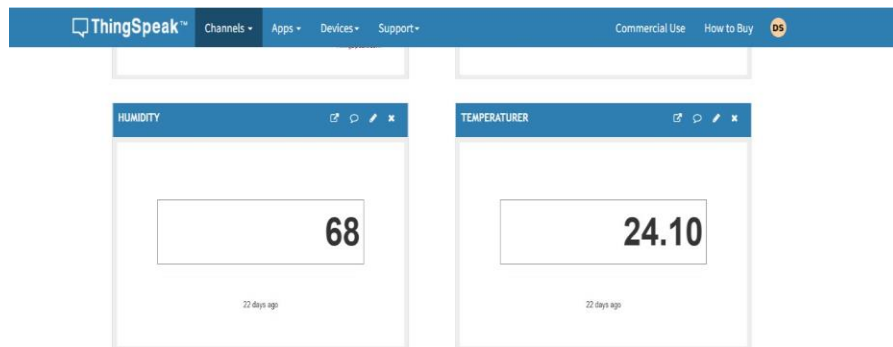 ThingSpeak™ Channels Apps Devices Support Commercial Use How to Buy DS
HUMIDITY
TEMPERATURER
68
24.10
22 days ago
22 days ago